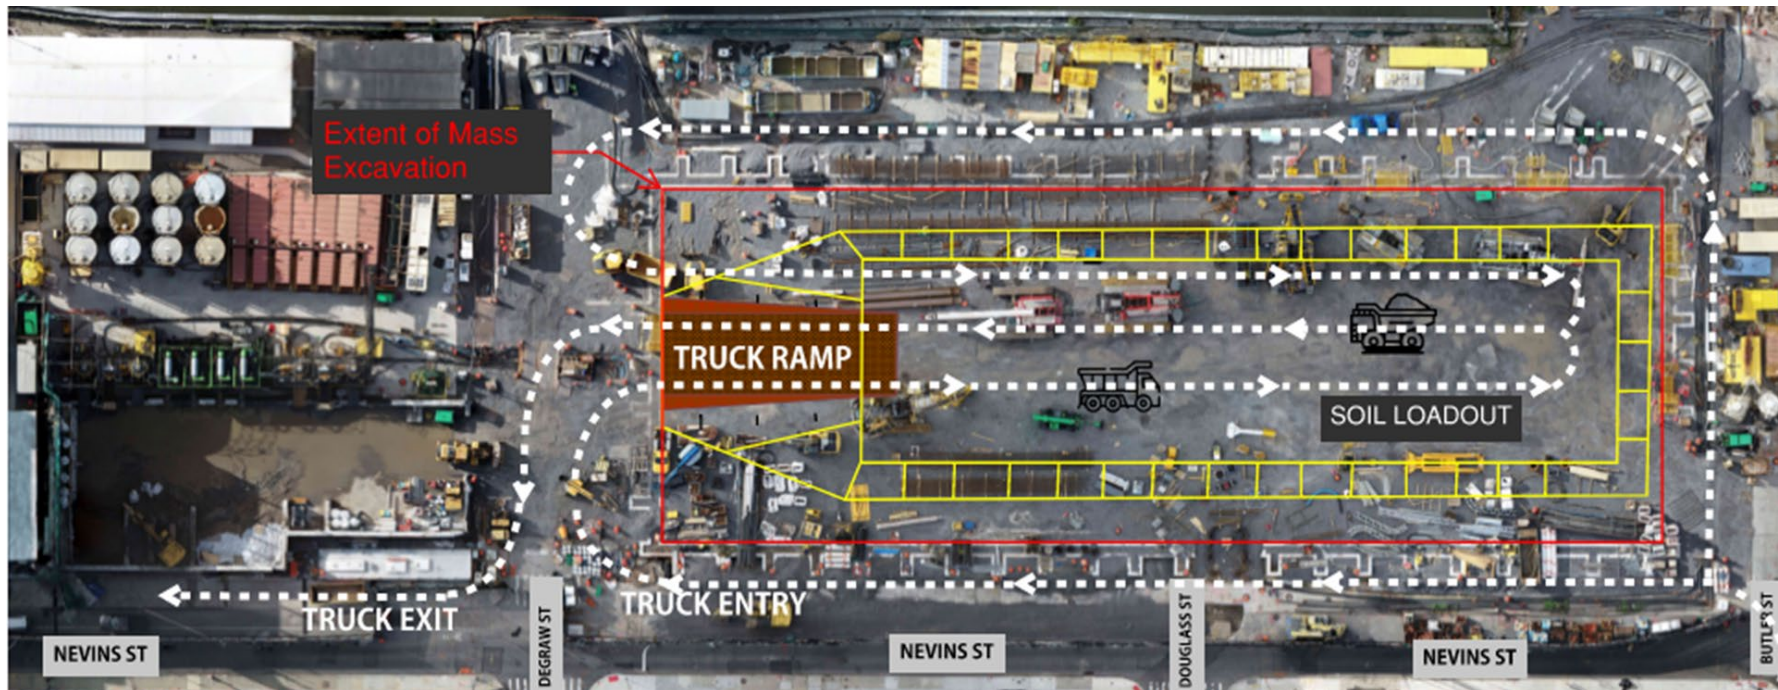 Extent of Mass
Excavation
TRUCK RAMP
SOIL LOADOUT
TRUCK EXIT
TRUCK ENTRY
NEVINS ST
DEGRAW ST
NEVINS ST
DOUGLASS ST
NEVINS ST
BUTLER ST